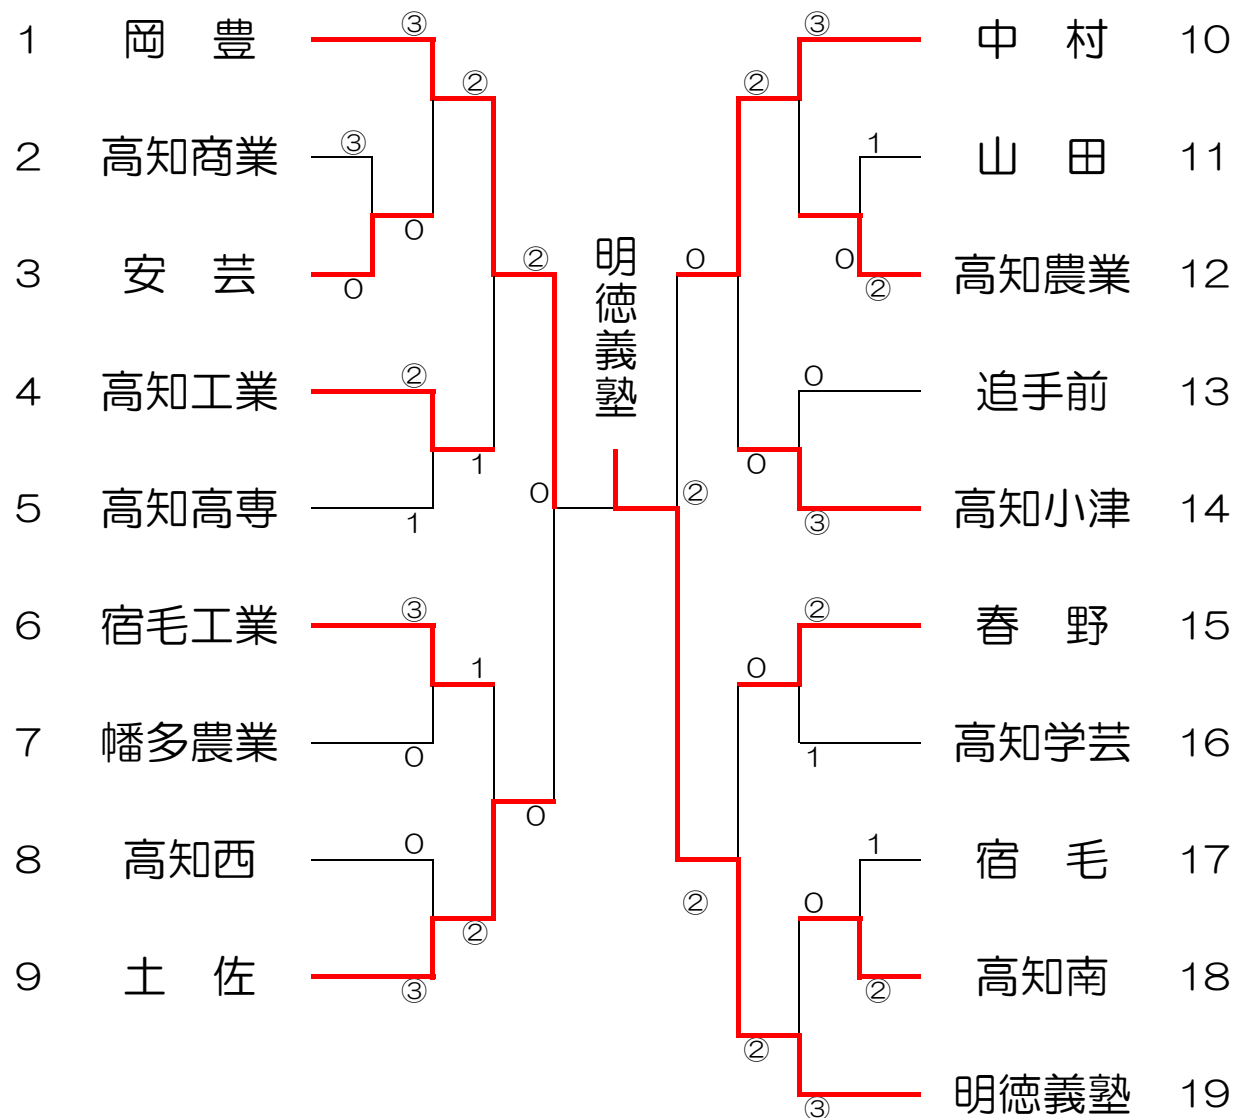 ③ ③
1 岡 豊 中 村 10
② ②
③ 1
2 高知商業 山 田 11
0
明徳義塾
② 0 0
3 安 芸 高知農業 12
0 ②
② 0
4 高知工業 追手前 13
1 0
0 ②
5 高知高専 高知小津 14
1 ③
③ ②
6 宿毛工業 春 野 15
1 0
7 幡多農業 高知学芸 16
0 1
0
0 1
8 高知西 宿 毛 17
② 0
②
9 土 佐 高知南 18
③ ②
②
明徳義塾 19
③